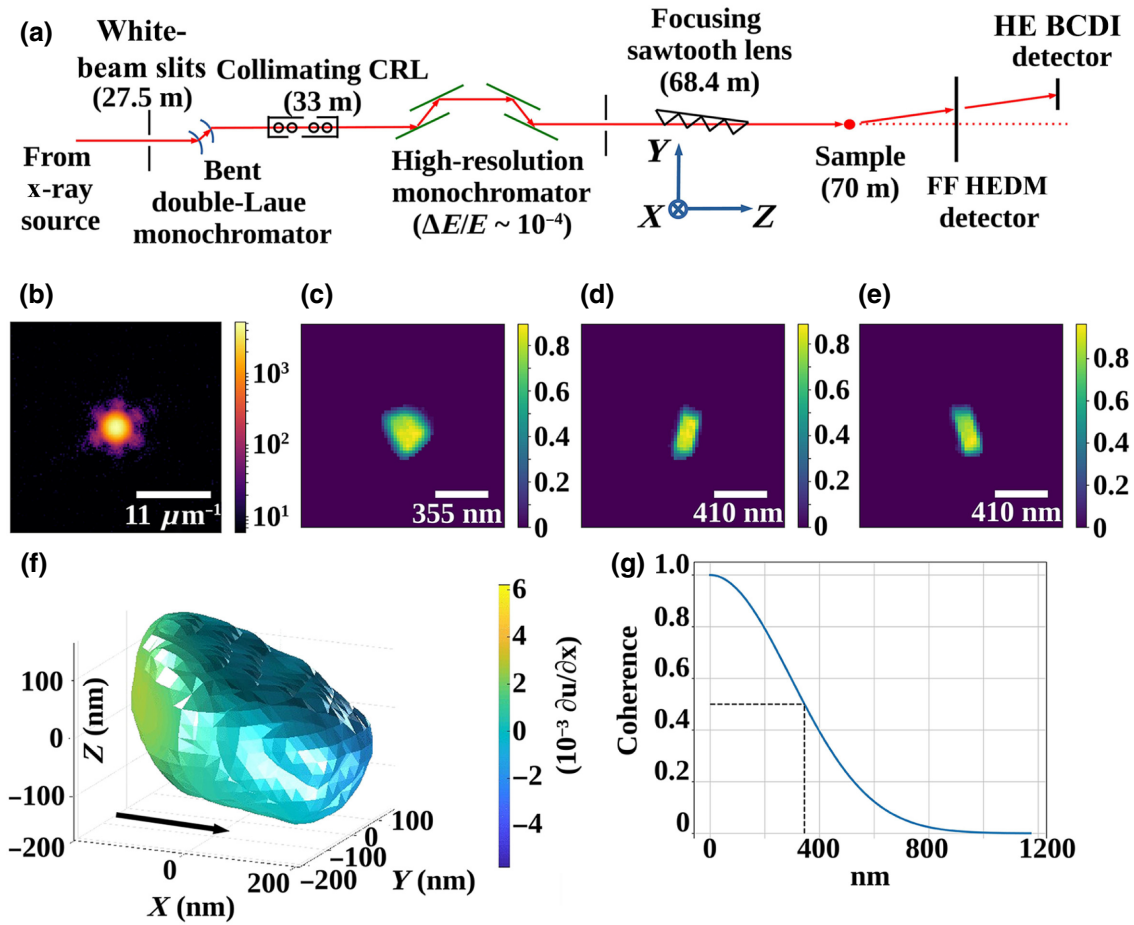 (a)
White-
beam slits
(27.5 m)
Collimating CRL
(33 m)
Focusing
sawtooth lens
(68.4 m)
HE BCDI
detector
From
x-ray
source
Bent
double-Laue
monochromator
High-resolution
monochromator
(ΔE/E ~ 10⁻⁴)
Y
X
Z
Sample
(70 m)
FF HEDM
detector
(b)
11 μm⁻¹
10³
10²
10¹
(c)
355 nm
0.8
0.6
0.4
0.2
0
(d)
410 nm
0.8
0.6
0.4
0.2
0
(e)
410 nm
0.8
0.6
0.4
0.2
0
(f)
100
0
−100
−200
Z (nm)
0
200
X (nm)
−200
−100
0
100
Y (nm)
6
4
2
0
−2
−4
(10⁻³ ∂u/∂x)
(g)
1.0
0.8
0.6
0.4
0.2
0
Coherence
0
400
800
1200
nm